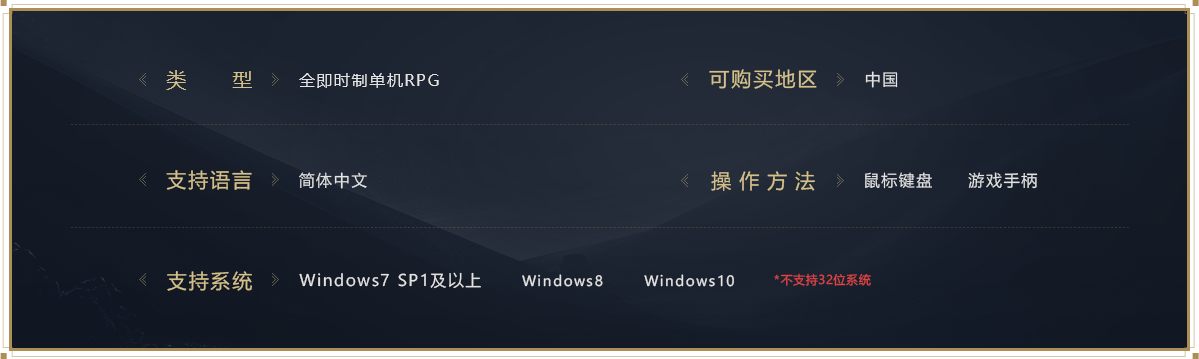 类 型 全即时制单机RPG 可购买地区 中国
支持语言 简体中文 操作方法 鼠标键盘 游戏手柄
支持系统 Windows7 SP1及以上 Windows8 Windows10 *不支持32位系统